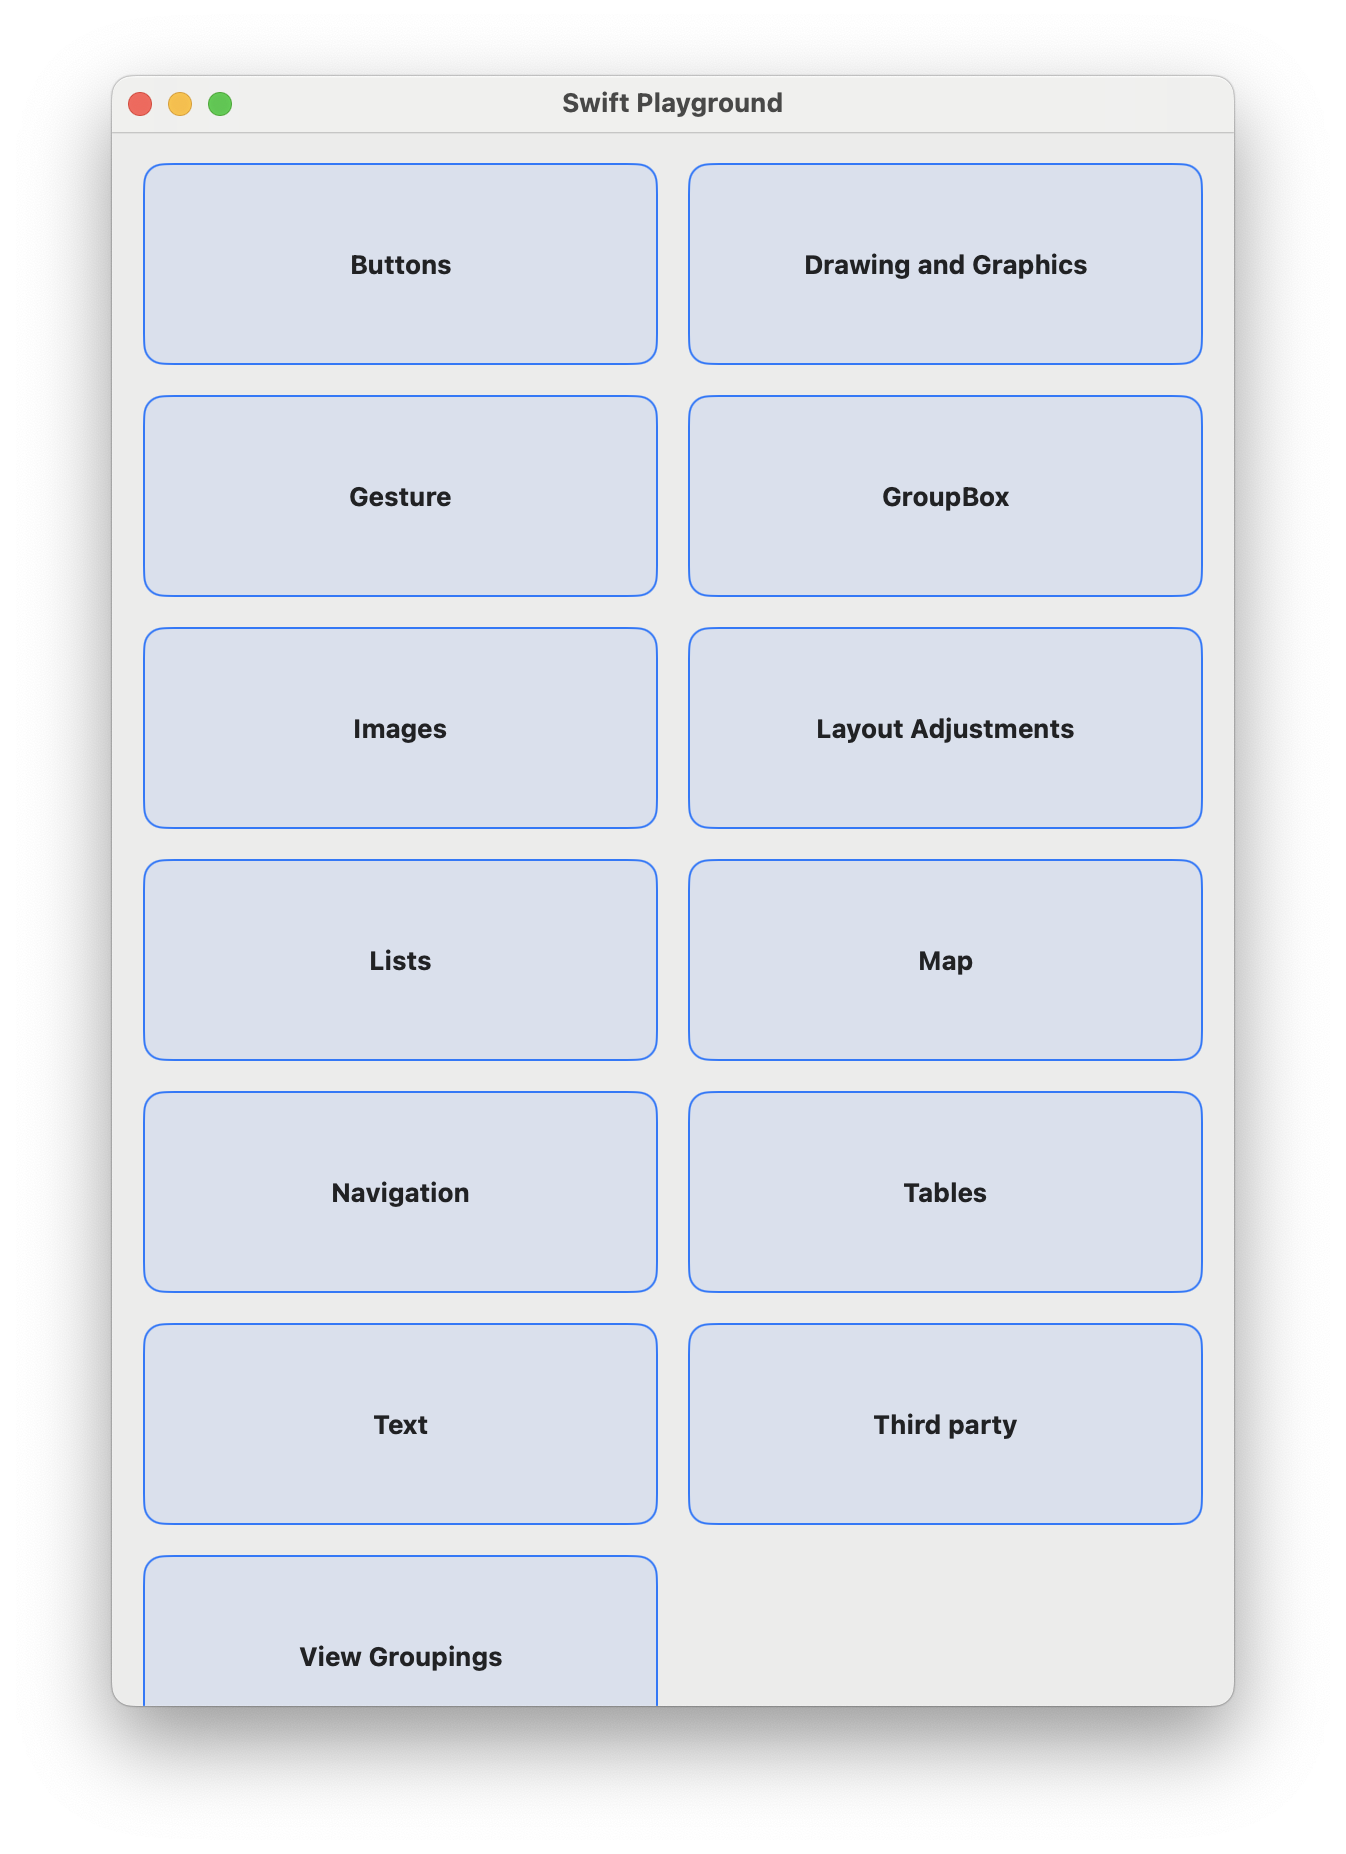 Swift Playground
Buttons
Drawing and Graphics
Gesture
GroupBox
Images
Layout Adjustments
Lists
Map
Navigation
Tables
Text
Third party
View Groupings